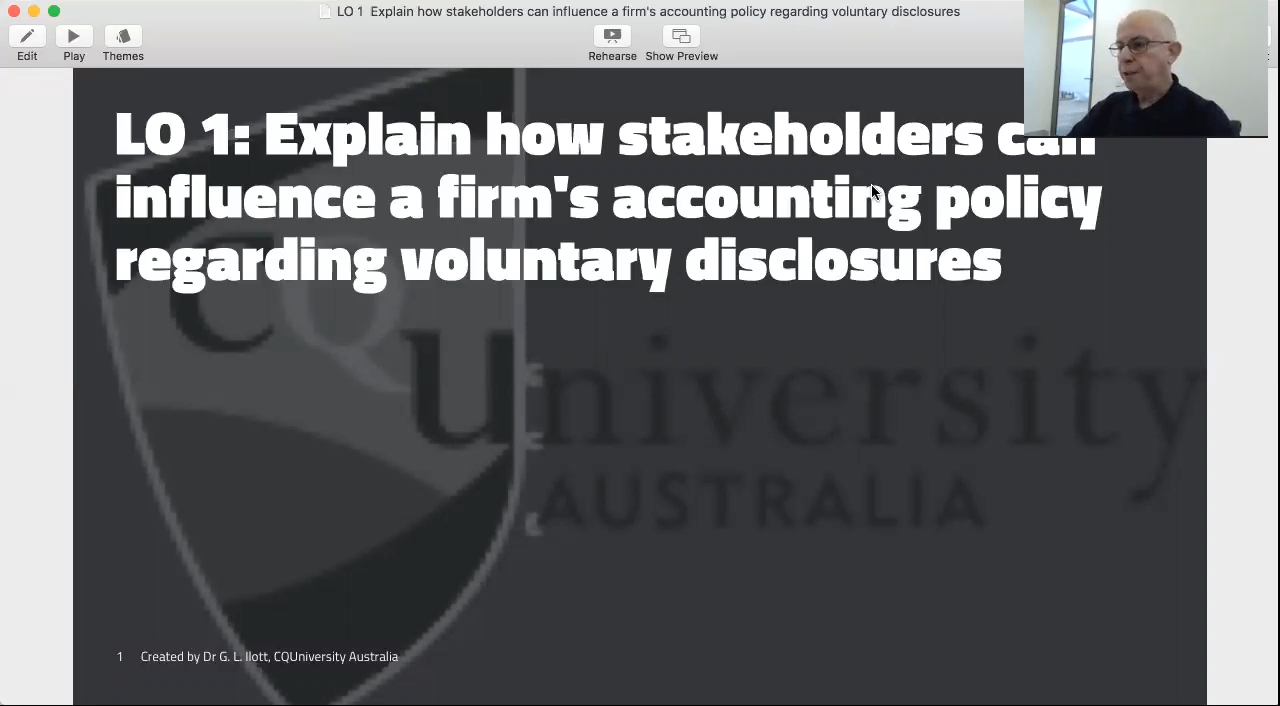 LO 1 Explain how stakeholders can influence a firm's accounting policy regarding voluntary disclosures
Edit
Play
Themes
Rehearse
Show Preview
LO 1: Explain how stakeholders can
influence a firm's accounting policy
regarding voluntary disclosures
CQUniversity
AUSTRALIA
1 Created by Dr G. L. Ilott, CQUniversity Australia